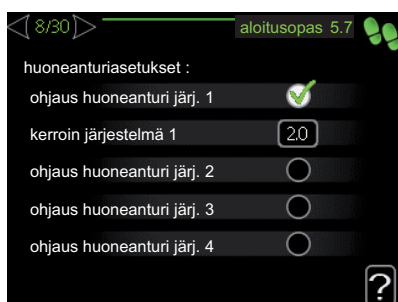 8/30
aloitusopas 5.7
huoneanturiasetukset :
ohjaus huoneanturi järj. 1
kerroin järjestelmä 1
2.0
ohjaus huoneanturi järj. 2
ohjaus huoneanturi järj. 3
ohjaus huoneanturi järj. 4
?